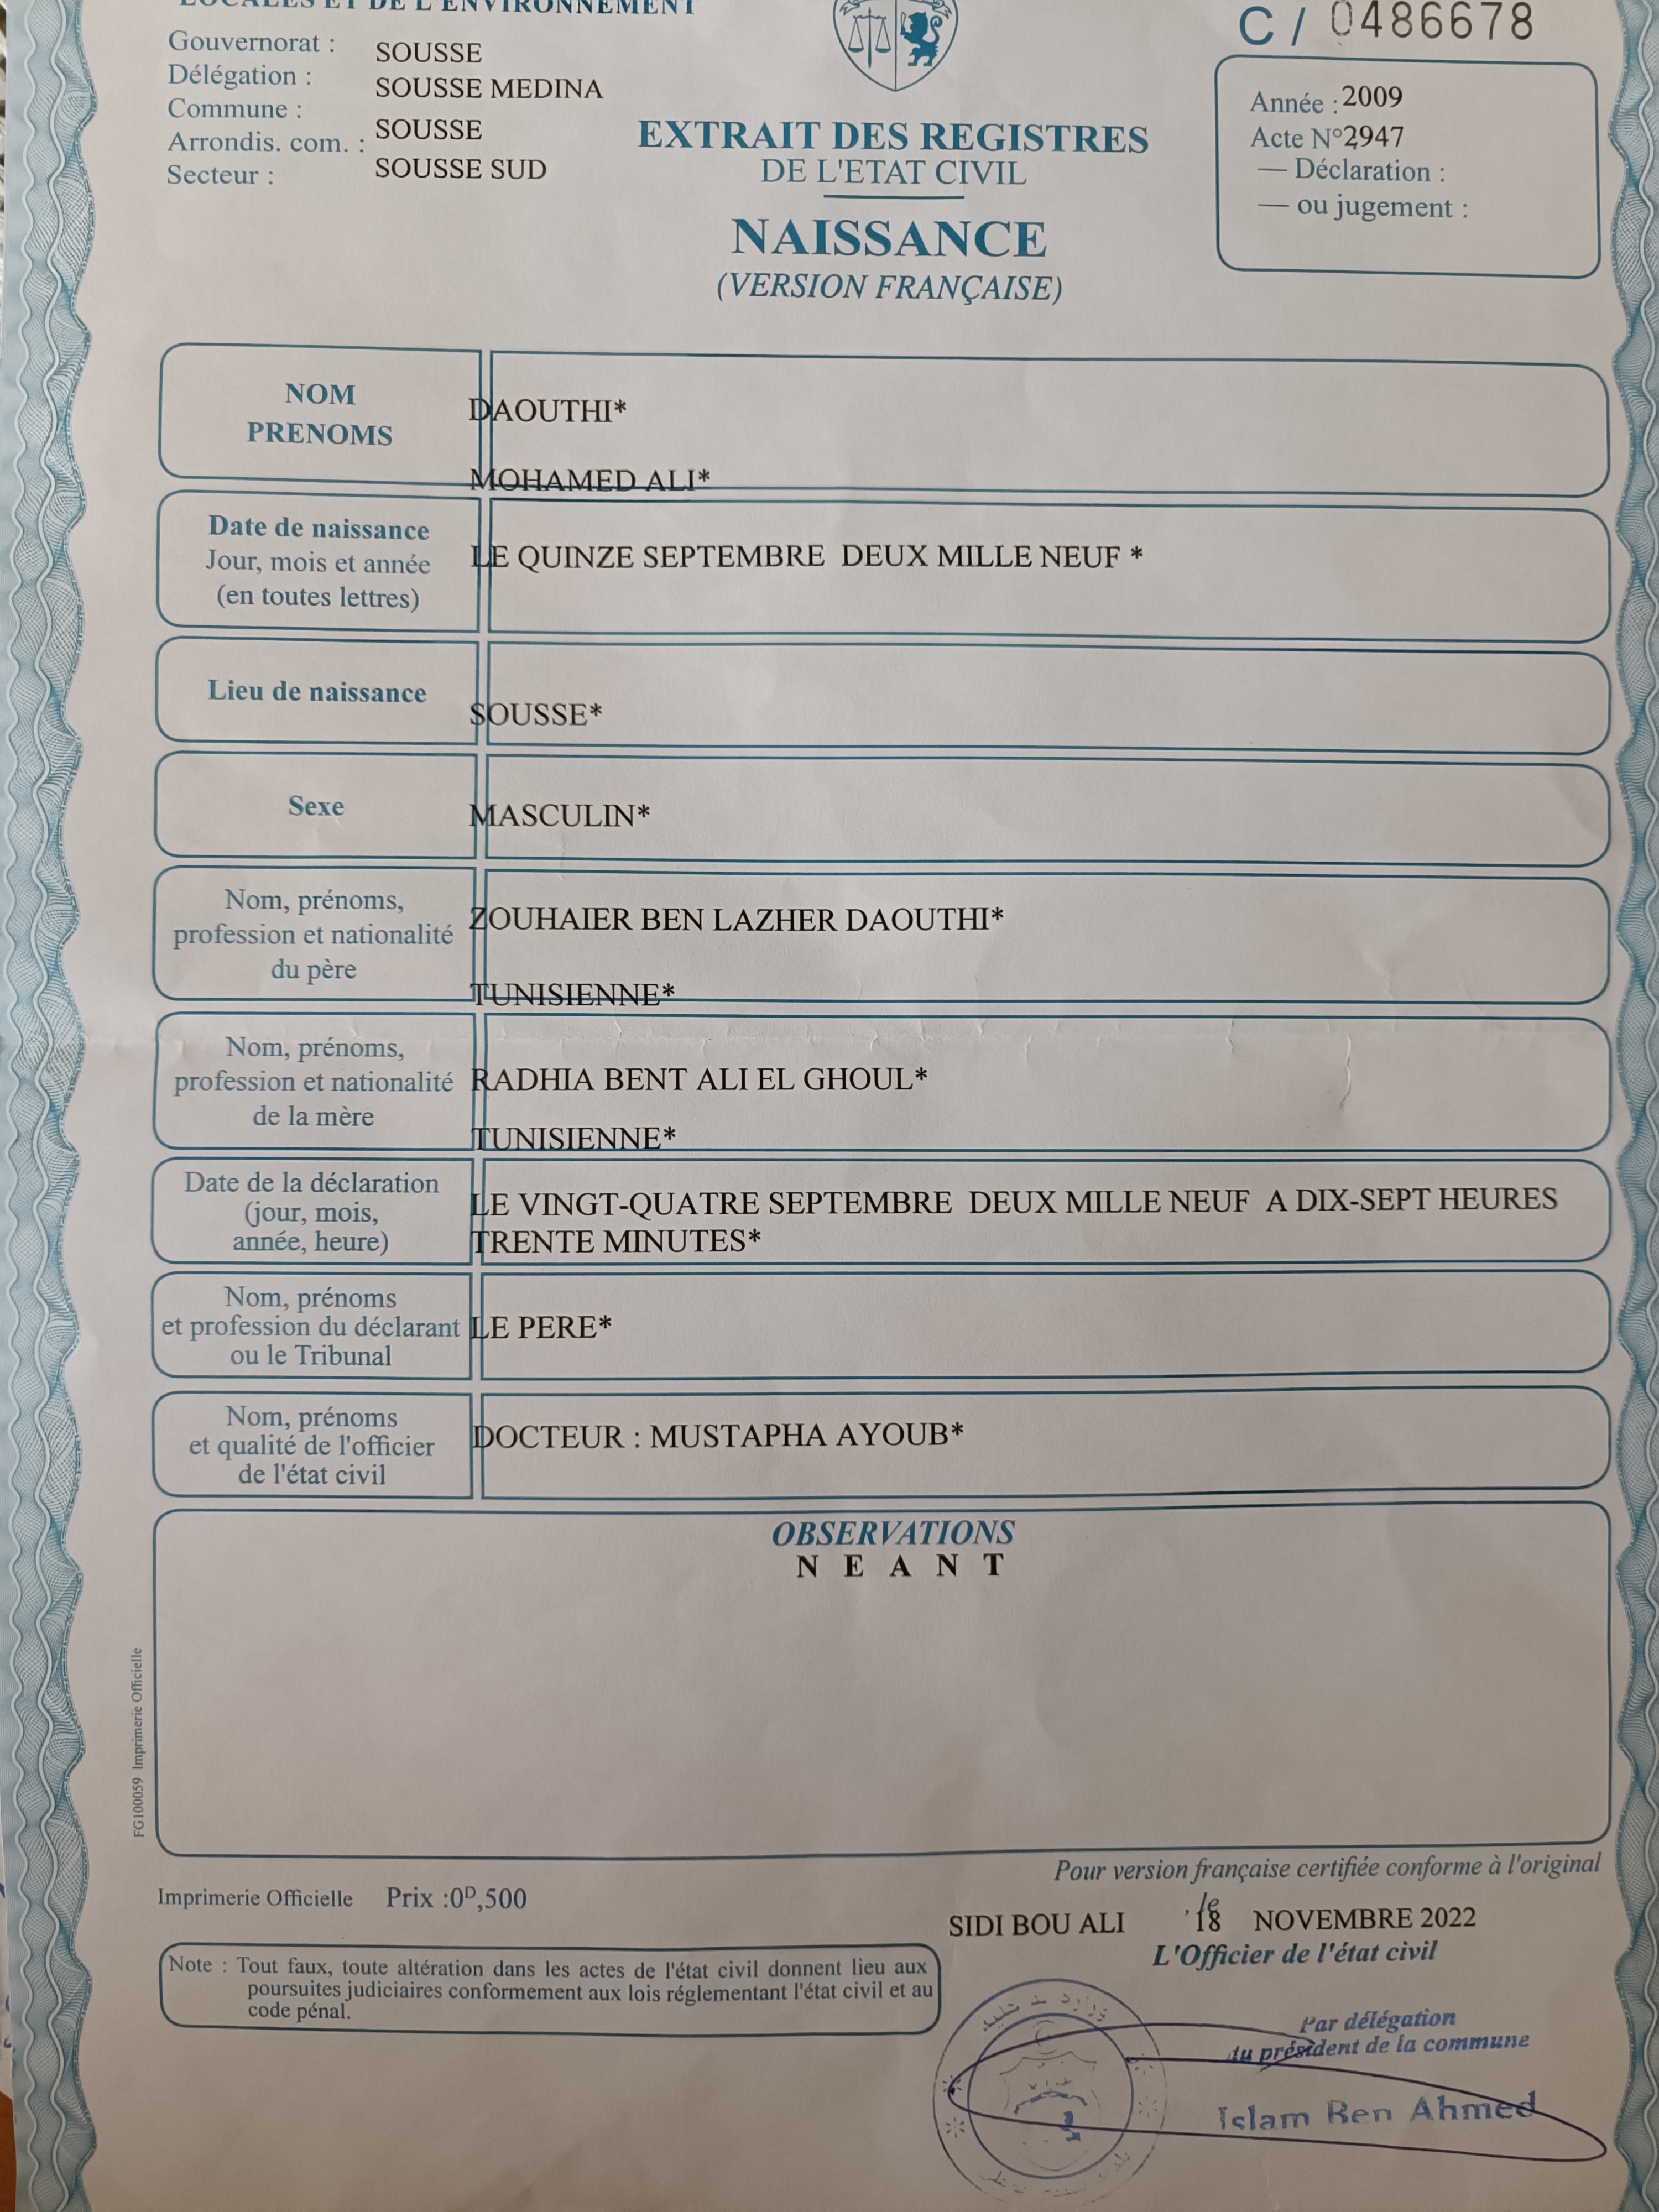 LOCALES ET DE L'ENVIRONNEMENT
Gouvernorat : SOUSSE
Délégation : SOUSSE MEDINA
Commune :
Arrondis. com. : SOUSSE
Secteur : SOUSSE SUD
EXTRAIT DES REGISTRES
DE L'ETAT CIVIL
NAISSANCE
(VERSION FRANÇAISE)
C / 0486678
Année : 2009
Acte N° 2947
— Déclaration :
— ou jugement :
NOM
PRENOMS
DAOUTHI*
MOHAMED ALI*
Date de naissance
Jour, mois et année
(en toutes lettres)
LE QUINZE SEPTEMBRE DEUX MILLE NEUF *
Lieu de naissance
SOUSSE*
Sexe
MASCULIN*
Nom, prénoms,
profession et nationalité
du père
ZOUHAIER BEN LAZHER DAOUTHI*
TUNISIENNE*
Nom, prénoms,
profession et nationalité
de la mère
RADHIA BENT ALI EL GHOUL*
TUNISIENNE*
Date de la déclaration
(jour, mois,
année, heure)
LE VINGT-QUATRE SEPTEMBRE DEUX MILLE NEUF A DIX-SEPT HEURES
TRENTE MINUTES*
Nom, prénoms
et profession du déclarant
ou le Tribunal
LE PERE*
Nom, prénoms
et qualité de l'officier
de l'état civil
DOCTEUR : MUSTAPHA AYOUB*
OBSERVATIONS
N E A N T
FG100059 Imprimerie Officielle
Pour version française certifiée conforme à l'original
Imprimerie Officielle Prix :0ᴰ,500
SIDI BOU ALI , le 18 NOVEMBRE 2022
L'Officier de l'état civil
Note : Tout faux, toute altération dans les actes de l'état civil donnent lieu aux
poursuites judiciaires conformement aux lois réglementant l'état civil et au
code pénal.
Par délégation
du président de la commune
Islam Ben Ahmed